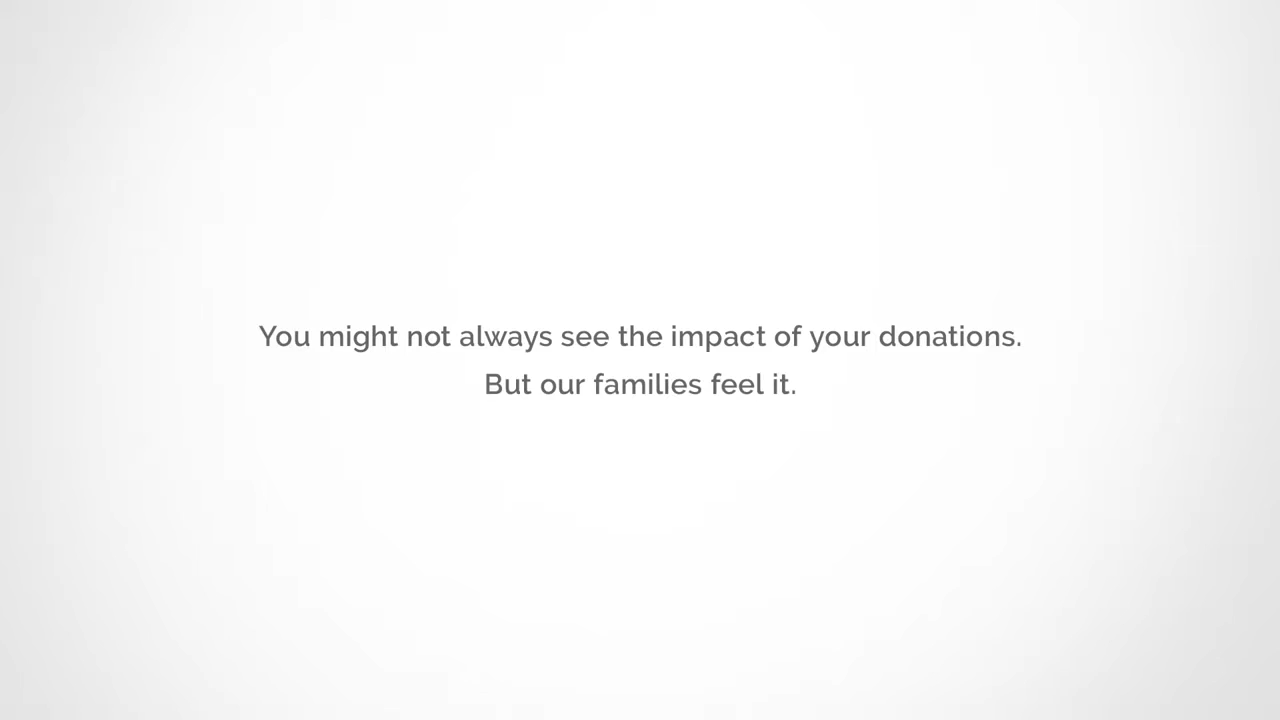 You might not always see the impact of your donations.
But our families feel it.